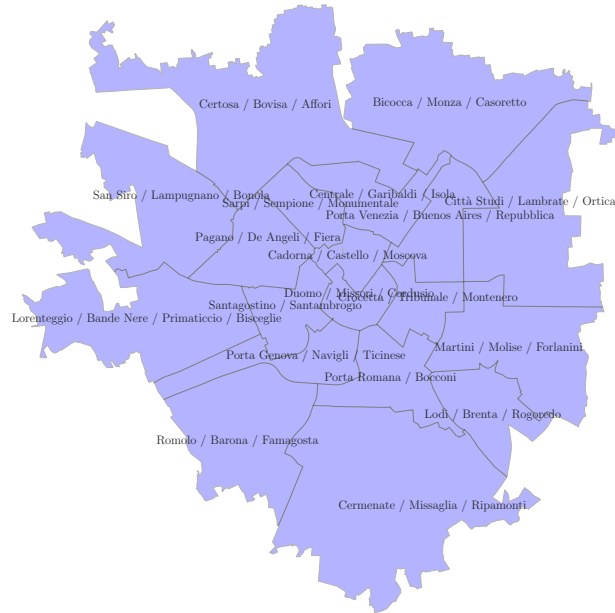 Certosa / Bovisa / Affori
Bicocca / Monza / Casoretto
San Siro / Lampugnano / Bonola
Centrale / Garibaldi / Isola
Sarpi / Sempione / Monumentale
Città Studi / Lambrate / Ortica
Porta Venezia / Buenos Aires / Repubblica
Pagano / De Angeli / Fiera
Cadorna / Castello / Moscova
Duomo / Missori / Cordusio
Crocetta / Tribunale / Montenero
Santagostino / Santambrogio
Lorenteggio / Bande Nere / Primaticcio / Bisceglie
Martini / Molise / Forlanini
Porta Genova / Navigli / Ticinese
Porta Romana / Bocconi
Lodi / Brenta / Rogoredo
Romolo / Barona / Famagosta
Cermenate / Missaglia / Ripamonti